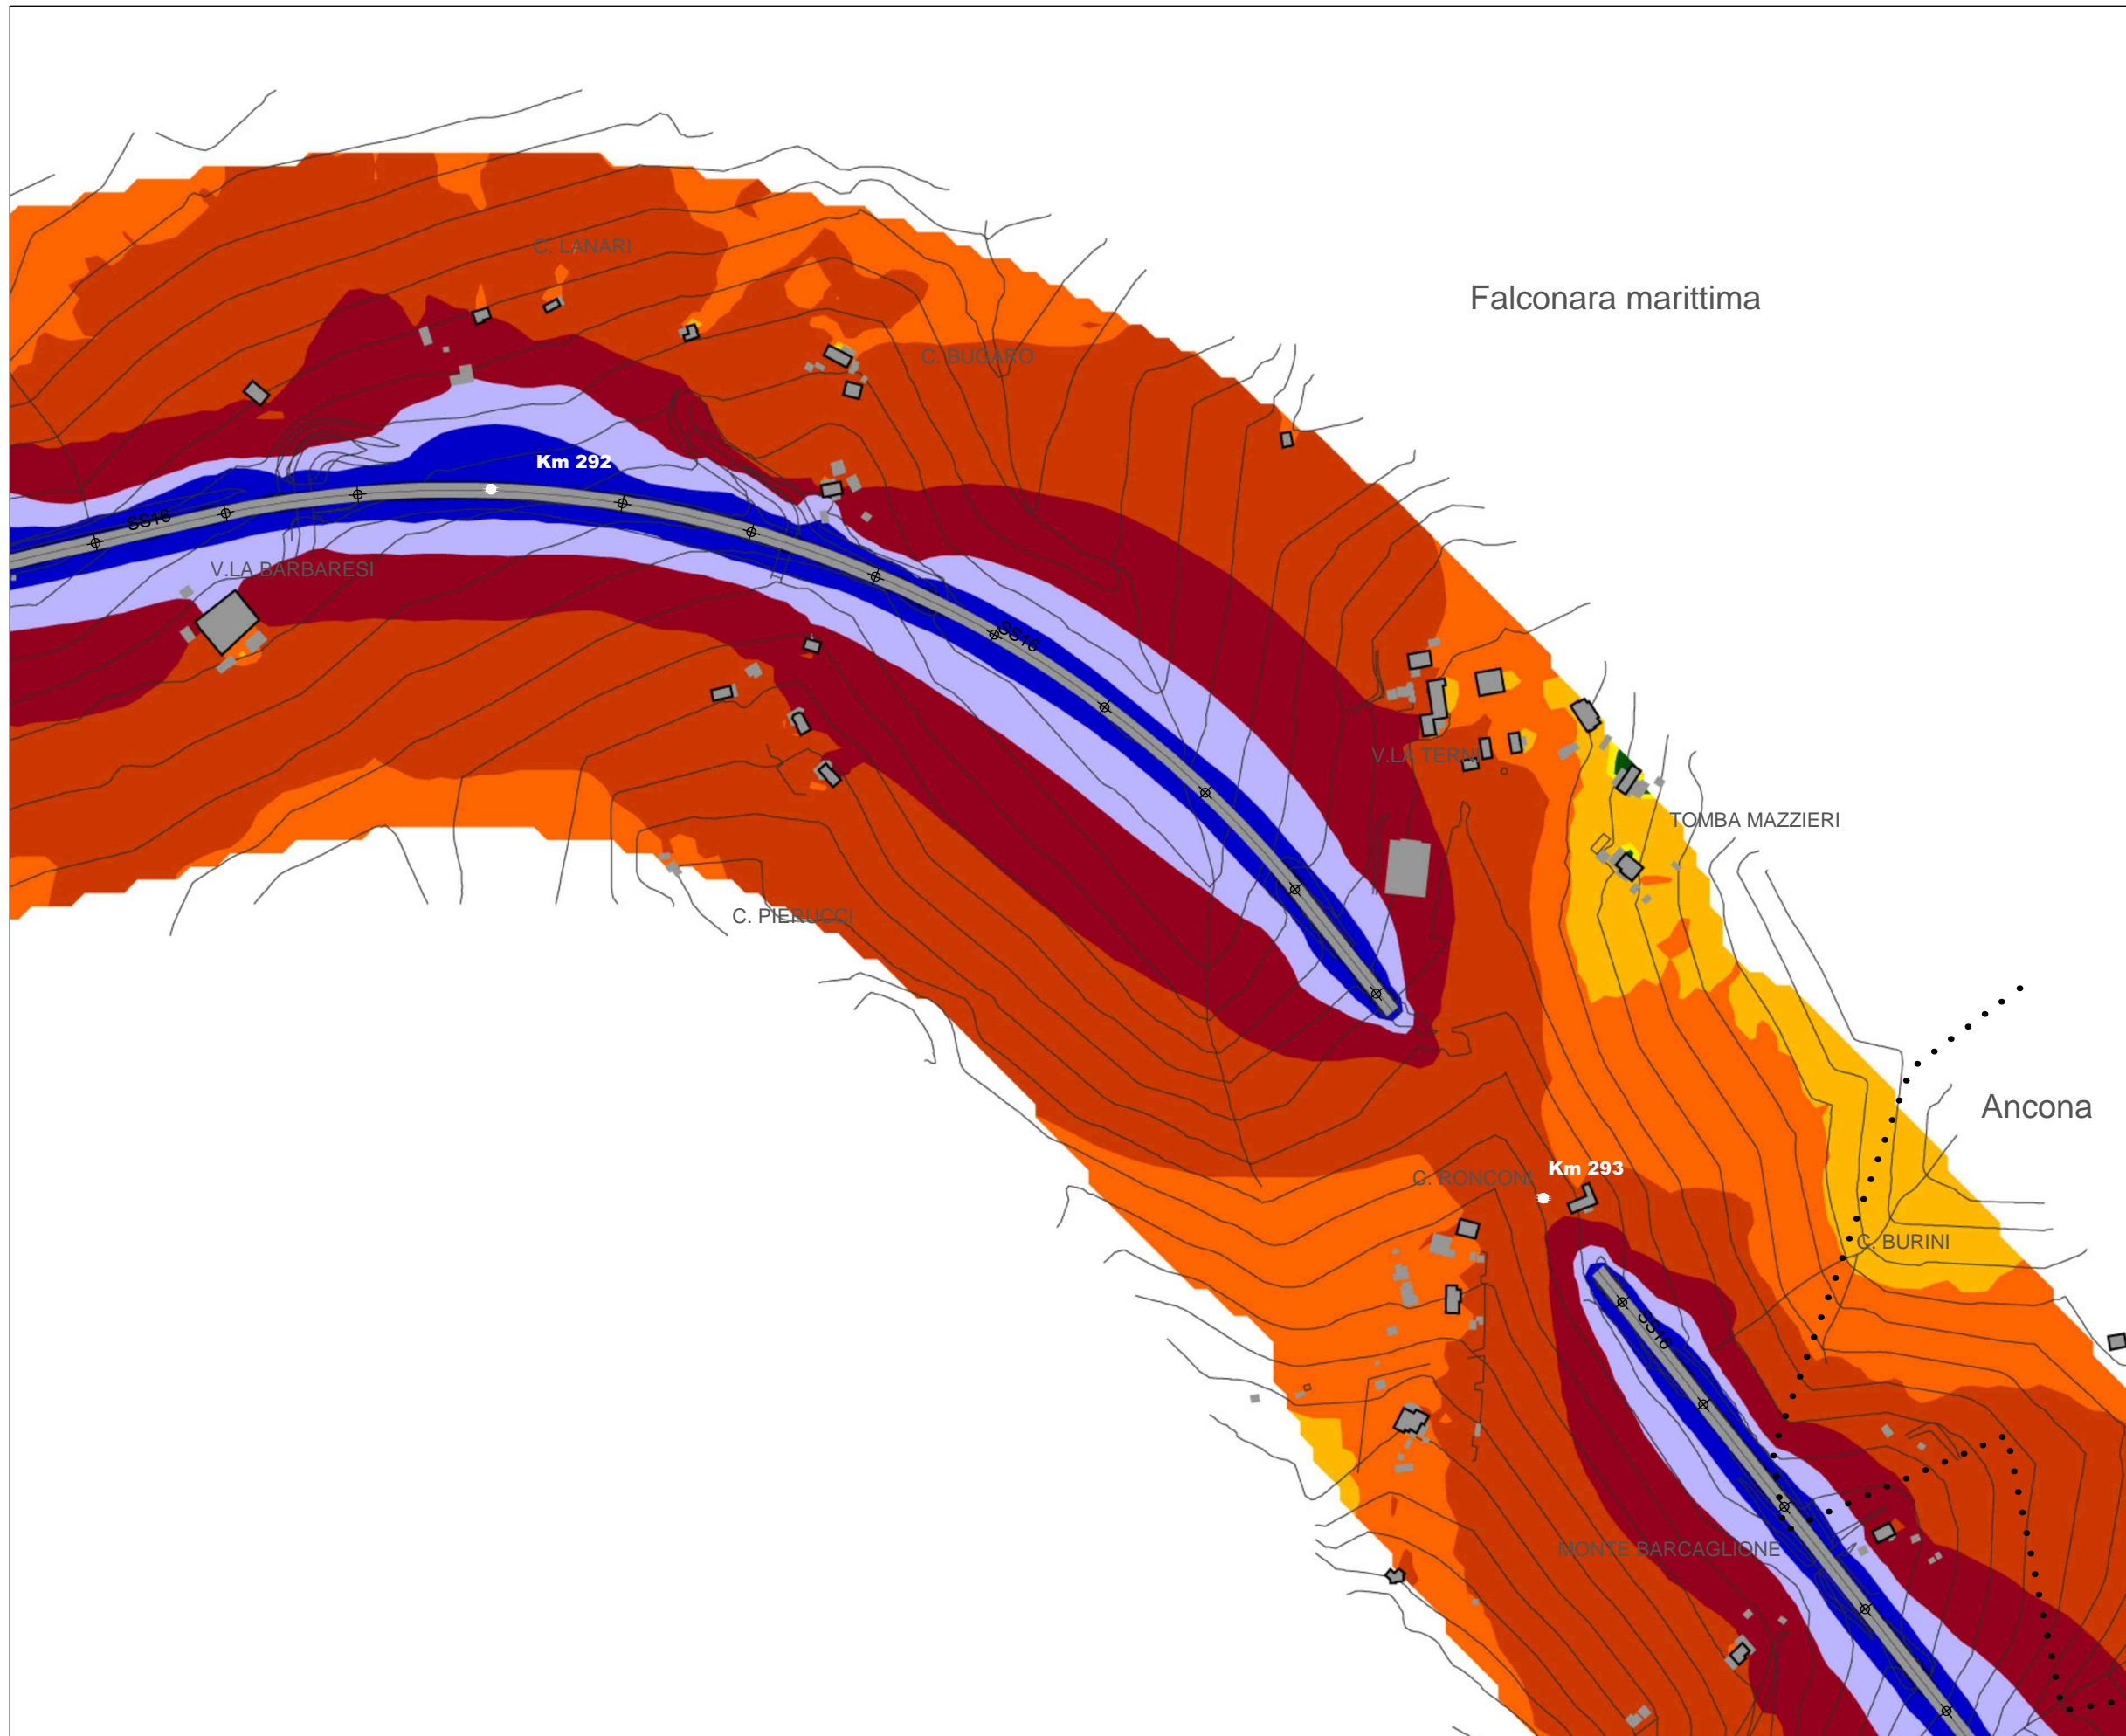 C. LANARI
Falconara marittima
C. BUGARO
Km 292
SS16
V.LA BARBARESI
SS16
V.LA TERNI
TOMBA MAZZIERI
C. PIERUCCI
Ancona
Km 293
C. RONCONI
C. BURINI
SS16
MONTE BARCAGLIONE